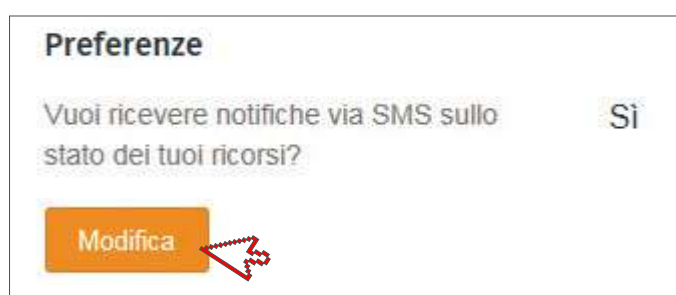 Preferenze
Vuoi ricevere notifiche via SMS sullo
Sì
stato dei tuoi ricorsi?
Modifica